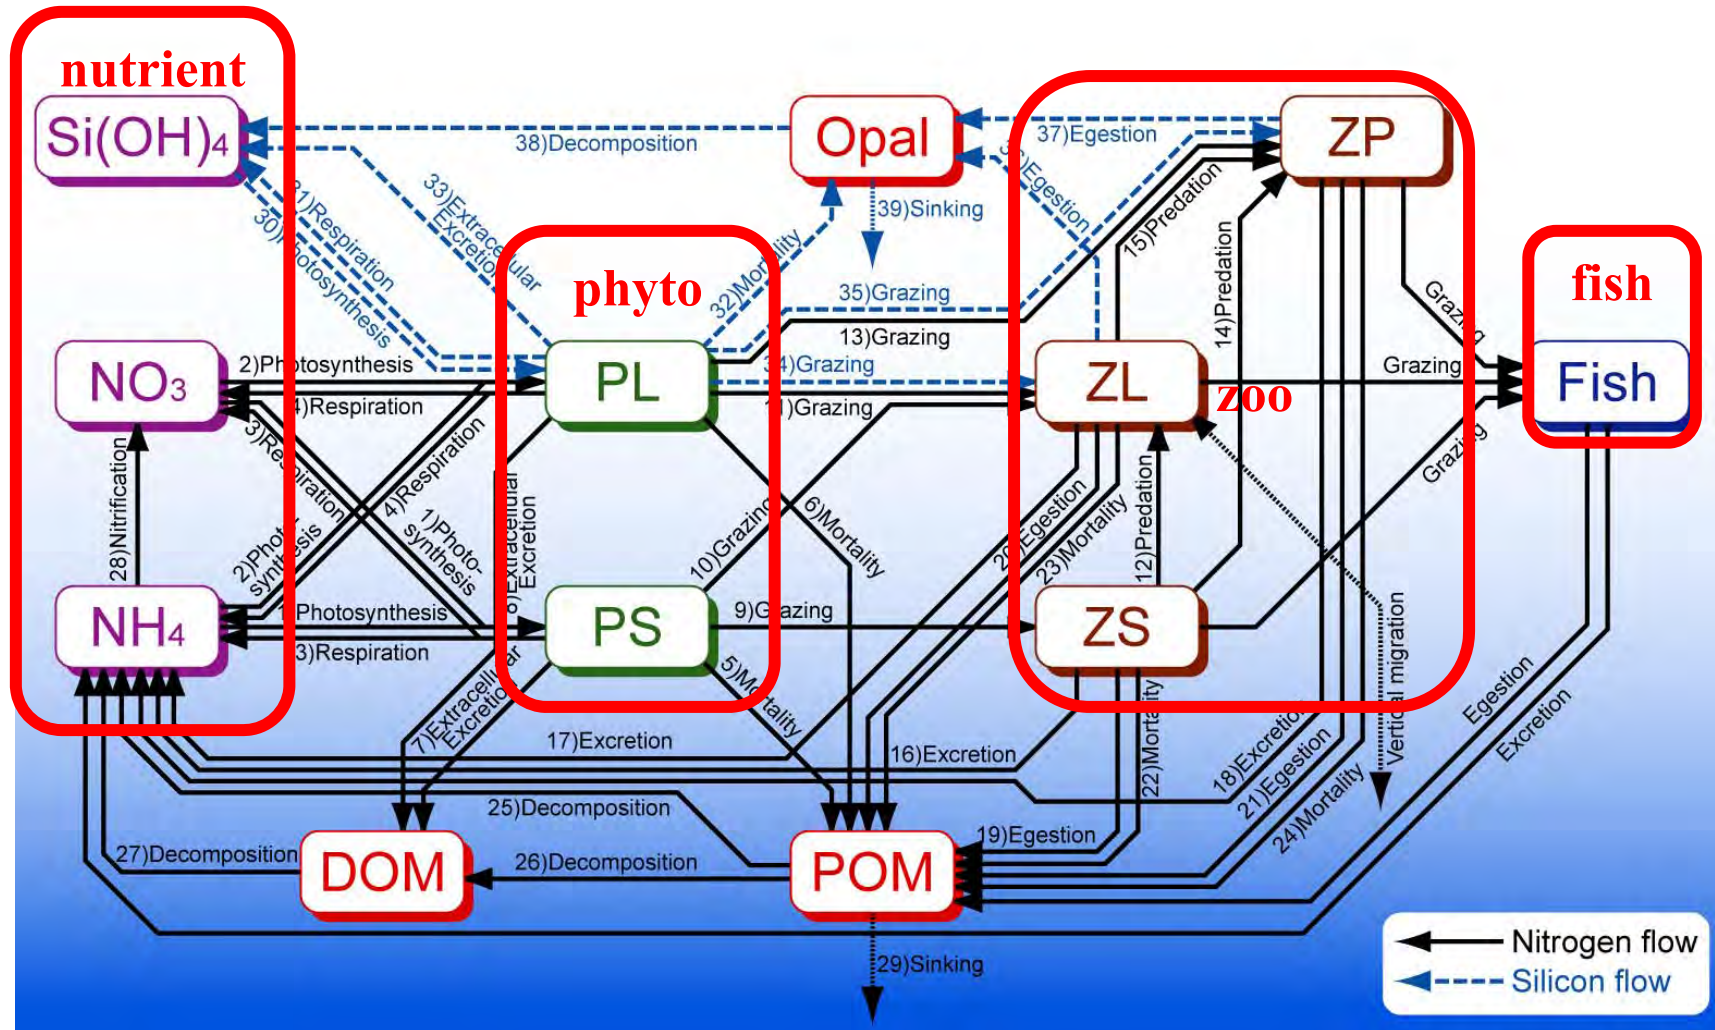 nutrient
Si(OH)4
Opal
ZP
38)Decomposition
37)Egestion
36)Egestion
15)Predation
33)Extracellular
Excretion
31)Respiration
30)Photosynthesis
39)Sinking
32)Mortality
phyto
35)Grazing
13)Grazing
14)Predation
Grazing
fish
NO3
2)Photosynthesis
4)Respiration
PL
34)Grazing
11)Grazing
ZL
zoo
Grazing
Fish
3)Respiration
4)Respiration
28)Nitrification
2)Photo-
synthesis
1)Photo-
synthesis
8)Extracellular
Excretion
10)Grazing
6)Mortality
20)Egestion
23)Mortality
12)Predation
Grazing
NH4
1)Photosynthesis
3)Respiration
PS
9)Grazing
ZS
Vertical migration
7)Extracellular
Excretion
5)Mortality
17)Excretion
16)Excretion
22)Mortality
18)Excretion
21)Egestion
24)Mortality
Egestion
Excretion
25)Decomposition
19)Egestion
27)Decomposition
DOM
26)Decomposition
POM
29)Sinking
Nitrogen flow
Silicon flow